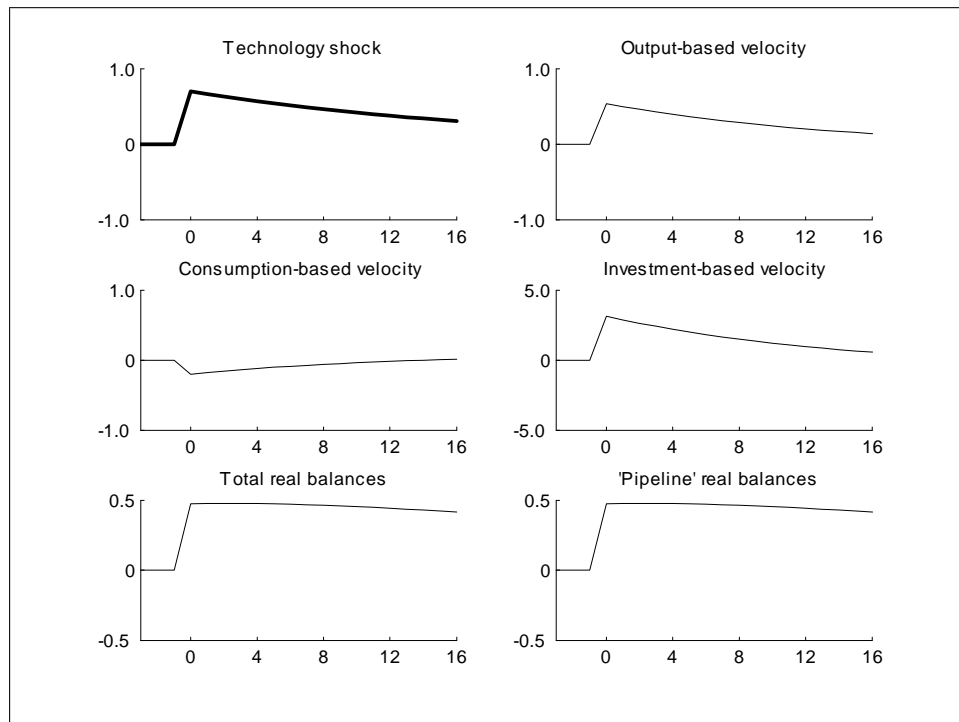 Technology shock
1.0
0
-1.0
0 4 8 12 16
Output-based velocity
1.0
0
-1.0
0 4 8 12 16
Consumption-based velocity
1.0
0
-1.0
0 4 8 12 16
Investment-based velocity
5.0
0
-5.0
0 4 8 12 16
Total real balances
0.5
0
-0.5
0 4 8 12 16
'Pipeline' real balances
0.5
0
-0.5
0 4 8 12 16